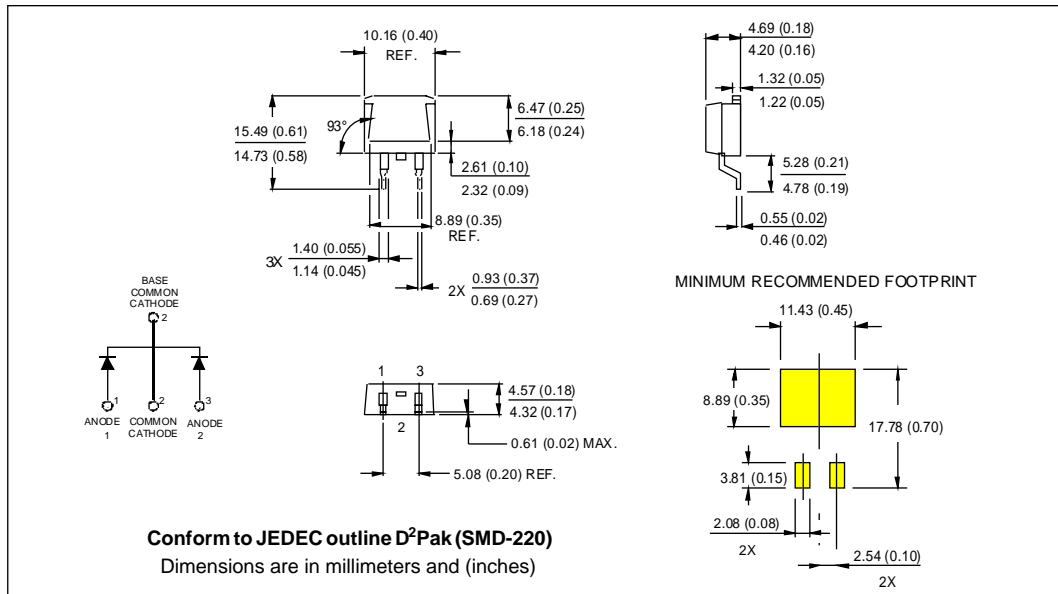 10.16 (0.40)
REF.
15.49 (0.61)
14.73 (0.58)
93°
6.47 (0.25)
6.18 (0.24)
2.61 (0.10)
2.32 (0.09)
8.89 (0.35)
REF.
3X
1.40 (0.055)
1.14 (0.045)
2X
0.93 (0.37)
0.69 (0.27)
4.69 (0.18)
4.20 (0.16)
1.32 (0.05)
1.22 (0.05)
5.28 (0.21)
4.78 (0.19)
0.55 (0.02)
0.46 (0.02)
BASE
COMMON
CATHODE
2
1
2
3
ANODE
1
COMMON
CATHODE
ANODE
2
1 3
2
4.57 (0.18)
4.32 (0.17)
0.61 (0.02) MAX.
5.08 (0.20) REF.
MINIMUM RECOMMENDED FOOTPRINT
11.43 (0.45)
8.89 (0.35)
17.78 (0.70)
3.81 (0.15)
2.08 (0.08)
2X
2.54 (0.10)
2X
Conform to JEDEC outline D²Pak (SMD-220)
Dimensions are in millimeters and (inches)